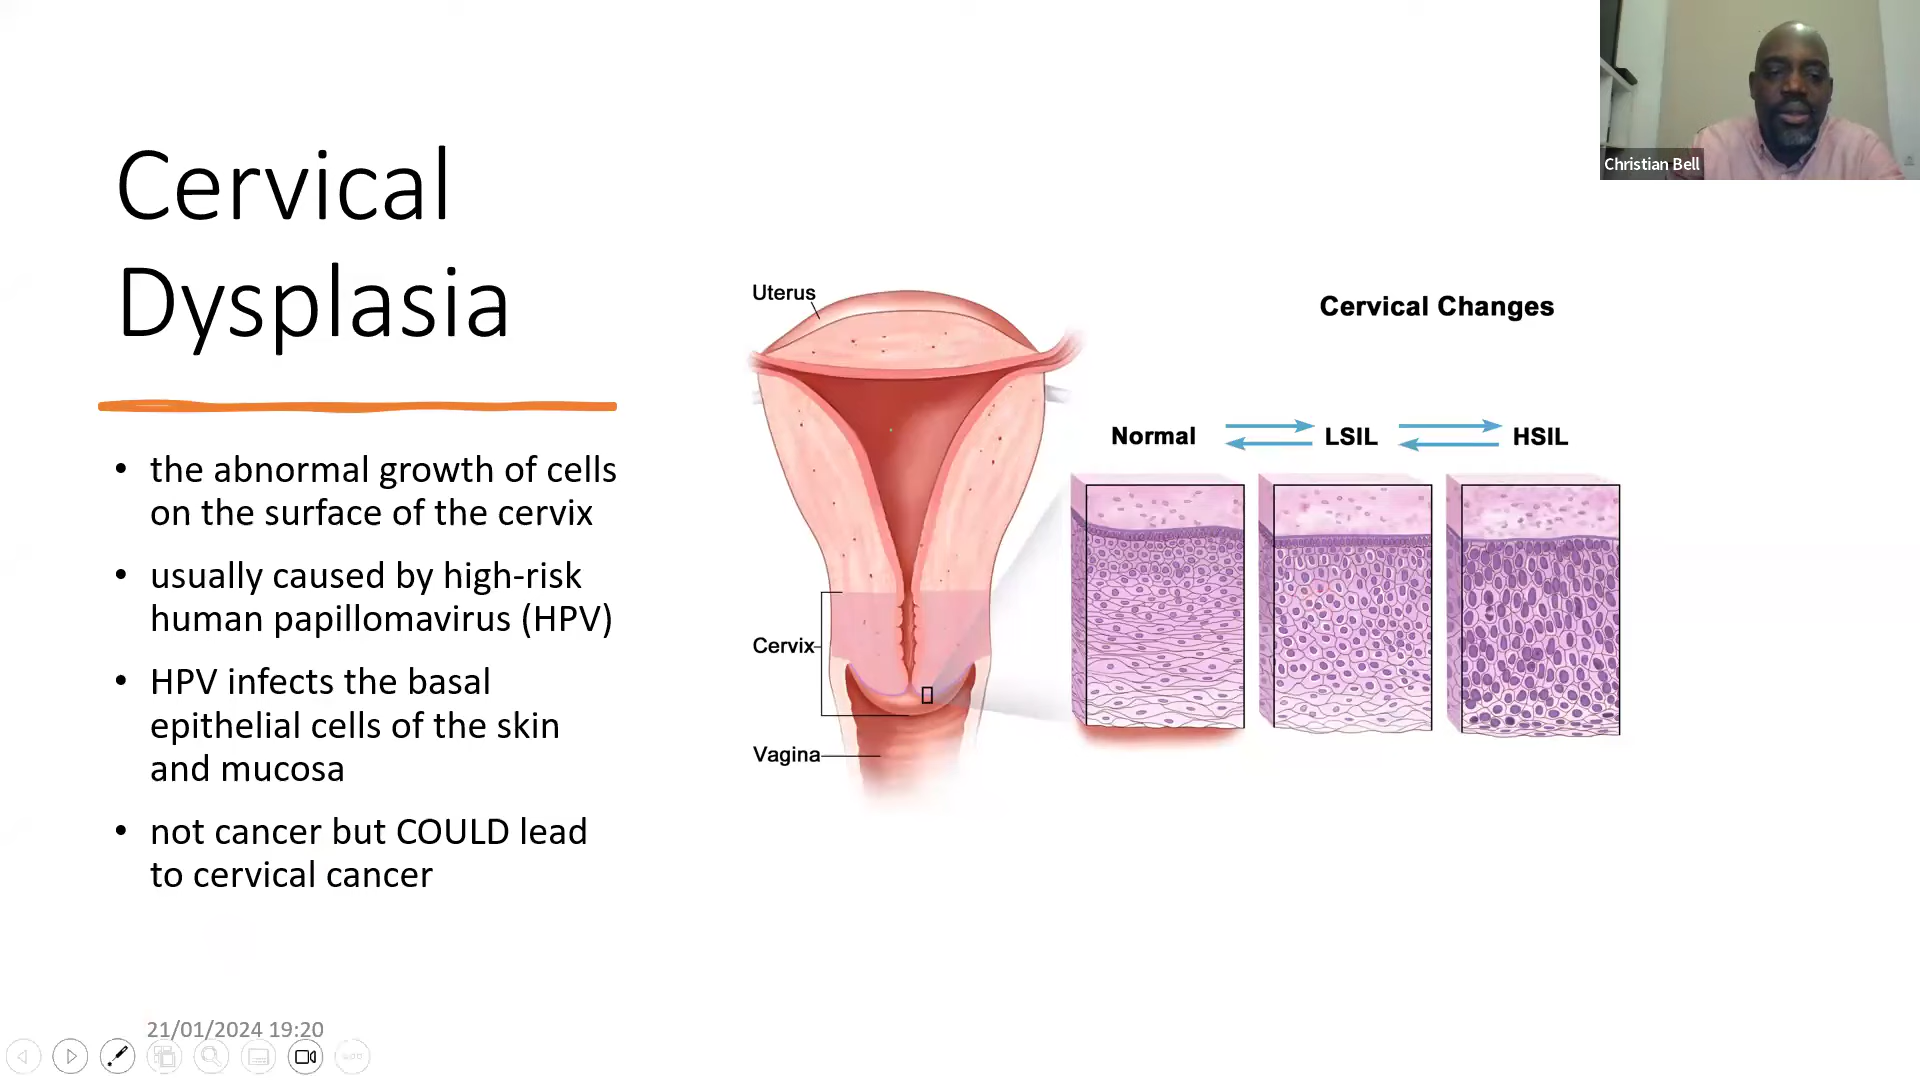 Cervical
Dysplasia
• the abnormal growth of cells
on the surface of the cervix
• usually caused by high-risk
human papillomavirus (HPV)
• HPV infects the basal
epithelial cells of the skin
and mucosa
• not cancer but COULD lead
to cervical cancer
Uterus
Cervix
Vagina
Cervical Changes
Normal
LSIL
HSIL
Christian Bell
21/01/2024 19:20